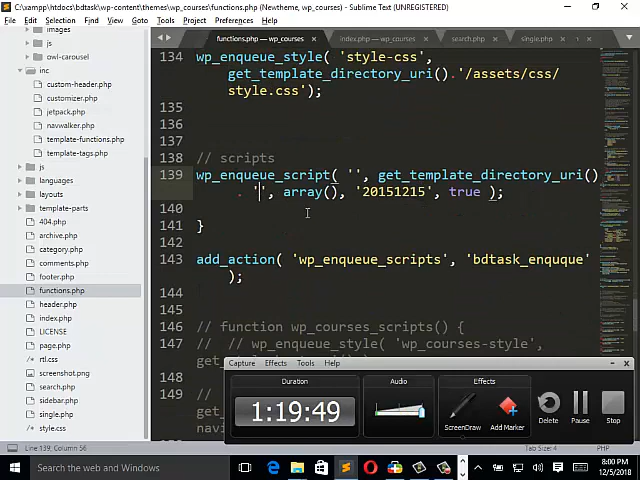 C:\xampp\htdocs\bdtask\wp-content\themes\wp_courses\functions.php (Newtheme, wp_courses) - Sublime Text (UNREGISTERED)
File Edit Selection Find View Goto Tools Project Preferences Help
functions.php — wp_courses
index.php — wp_courses
search.php
single.php
images
js
owl-carousel
inc
custom-header.php
customizer.php
jetpack.php
navwalker.php
template-functions.php
template-tags.php
js
languages
layouts
template-parts
404.php
archive.php
category.php
comments.php
footer.php
functions.php
header.php
index.php
LICENSE
page.php
rtl.css
screenshot.png
search.php
sidebar.php
single.php
style.css
134 wp_enqueue_style( 'style-css',
get_template_directory_uri().'/assets/css/
style.css');
135
136
137
138 // scripts
139 wp_enqueue_script( '', get_template_directory_uri()
. '', array(), '20151215', true );
140
141 }
142
143 add_action( 'wp_enqueue_scripts', 'bdtask_enquque'
);
144
145
146 // function wp_courses_scripts() {
147 // // wp_enqueue_style( 'wp_courses-style',
148
149 //
Capture Effects Tools Help
Duration
1:19:49
Audio
Effects
ScreenDraw
Add Marker
Delete
Pause
Stop
Line 139, Column 56
Tab Size: 4
PHP
Search Windows
8:00 PM
12/5/2018